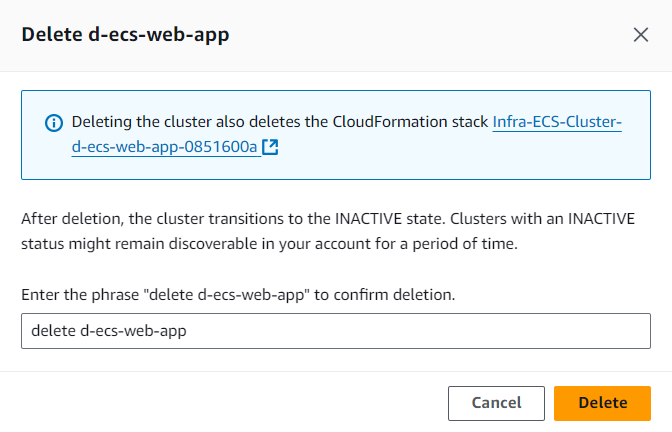 Delete d-ecs-web-app
Deleting the cluster also deletes the CloudFormation stack Infra-ECS-Cluster-
d-ecs-web-app-0851600a
After deletion, the cluster transitions to the INACTIVE state. Clusters with an INACTIVE
status might remain discoverable in your account for a period of time.
Enter the phrase "delete d-ecs-web-app" to confirm deletion.
delete d-ecs-web-app
Cancel
Delete